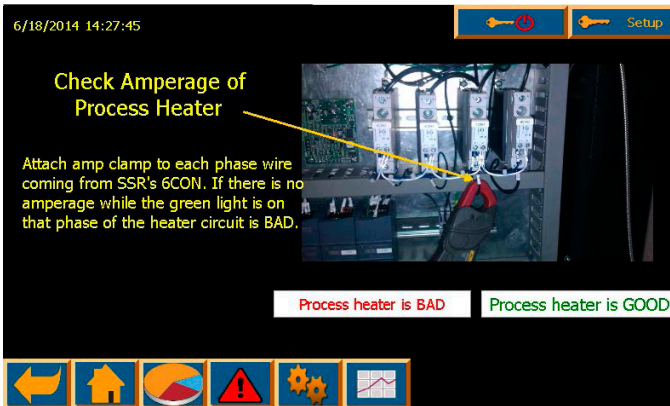 6/18/2014 14:27:45
Setup
Check Amperage of
Process Heater
Attach amp clamp to each phase wire
coming from SSR's 6CON. If there is no
amperage while the green light is on
that phase of the heater circuit is BAD.
Process heater is BAD
Process heater is GOOD